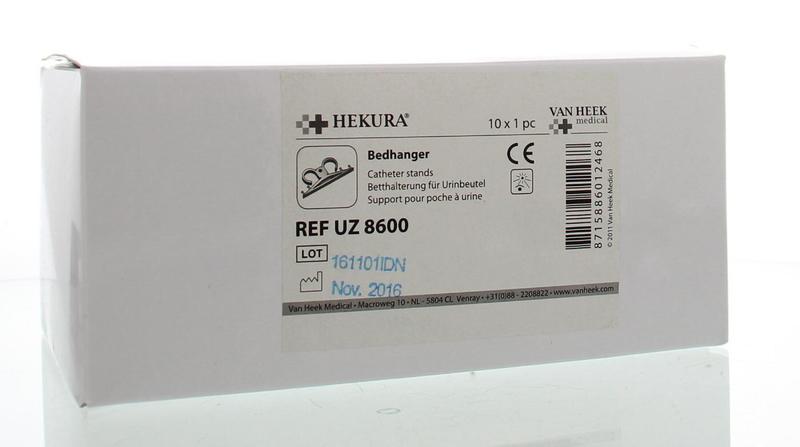 HEKURA®
10 x 1 pc
VAN HEEK
medical
Bedhanger
Catheter stands
Betthalterung für Urinbeutel
Support pour poche à urine
CE
REF UZ 8600
LOT 161101IDN
Nov. 2016
8715886012468
© 2011 Van Heek Medical
Van Heek Medical • Macroweg 10 • NL - 5804 CL Venray • +31(0)88 - 2208822 • www.vanheek.com